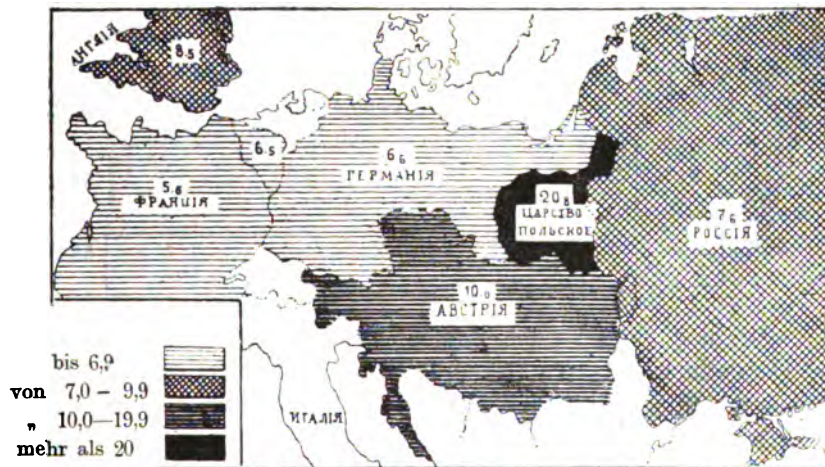 АНГЛІЯ
8.5
6.5
5.8
ФРАНЦІЯ
6 6
ГЕРМАНІЯ
20 8
ЦАРСТВО
ПОЛЬСКОЕ
7 6
РОССІЯ
10.0
АВСТРІЯ
ИТАЛІЯ
bis 6,9
von 7,0 – 9,9
„ 10,0—19,9
mehr als 20